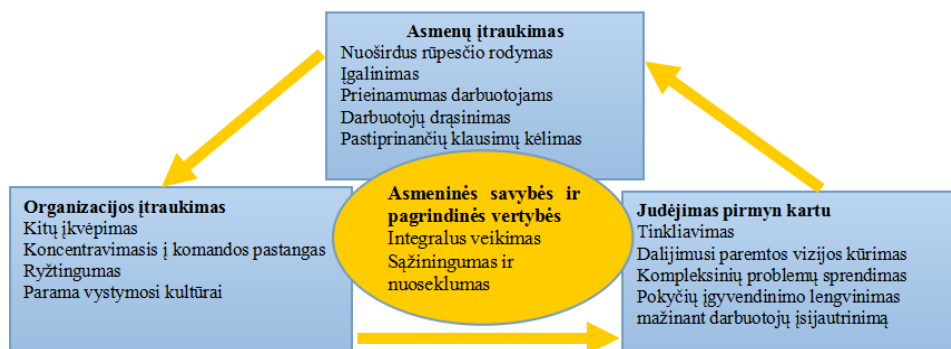 Asmenų įtraukimas
Nuoširdus rūpesčio rodymas
Įgalinimas
Prieinamumas darbuotojams
Darbuotojų drąsinimas
Pastiprinančių klausimų kėlimas
Organizacijos įtraukimas
Kitų įkvėpimas
Koncentravimasis į komandos pastangas
Ryžtingumas
Parama vystymosi kultūrai
Asmeninės savybės ir
pagrindinės vertybės
Integralus veikimas
Sąžiningumas ir
nuoseklumas
Judėjimas pirmyn kartu
Tinkliavimas
Dalijimusi paremtos vizijos kūrimas
Kompleksinių problemų sprendimas
Pokyčių įgyvendinimo lengvinimas
mažinant darbuotojų įsijautrinimą